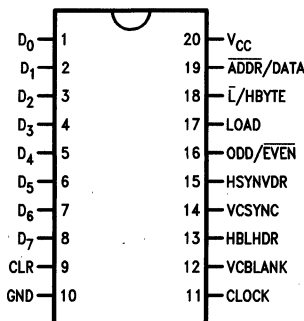 D0 1 20 VCC
D1 2 19 A̅D̅D̅R̅/DATA
D2 3 18 L̅/HBYTE
D3 4 17 LOAD
D4 5 16 ODD/E̅V̅E̅N̅
D5 6 15 HSYNVDR
D6 7 14 VCSYNC
D7 8 13 HBLHDR
CLR 9 12 VCBLANK
GND 10 11 CLOCK